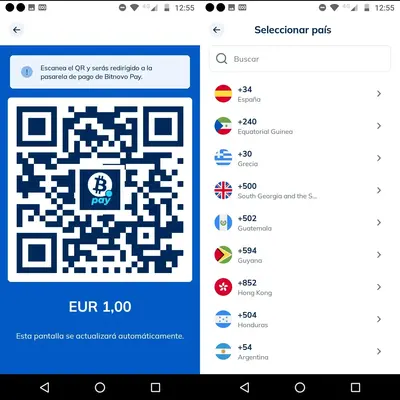 12:55
Escanea el QR y serás redirigido a la
pasarela de pago de Bitnovo Pay.
pay
EUR 1,00
Esta pantalla se actualizará automáticamente.
12:55
Seleccionar país
Buscar
+34
España
+240
Equatorial Guinea
+30
Grecia
+500
South Georgia and the S...
+502
Guatemala
+594
Guyana
+852
Hong Kong
+504
Honduras
+54
Argentina